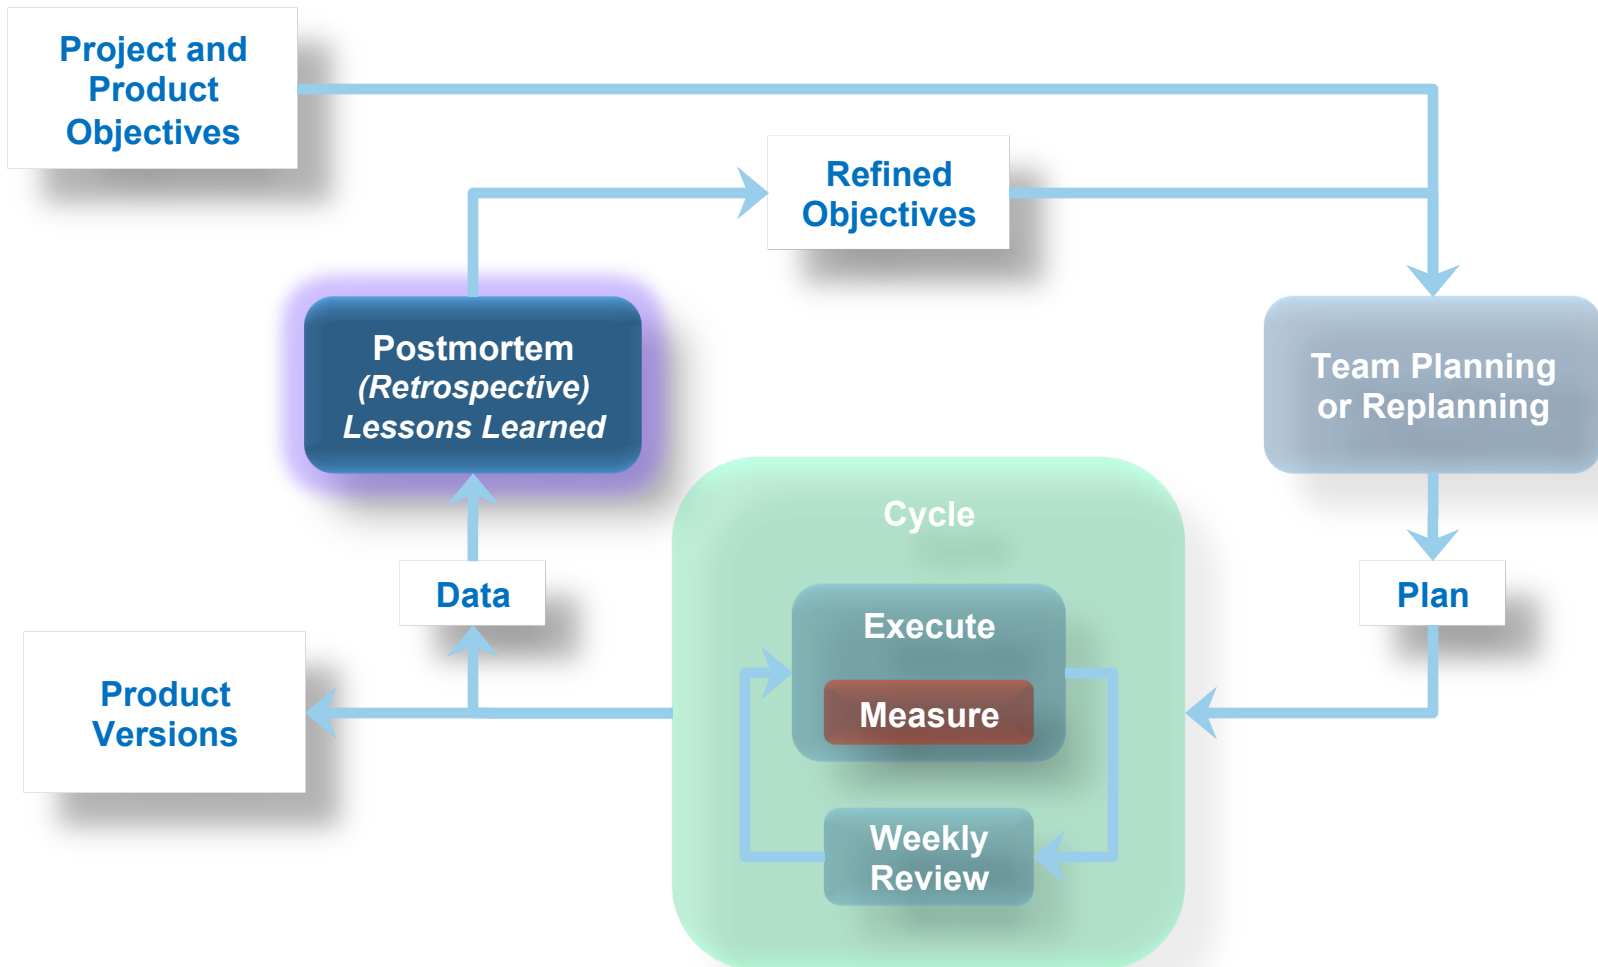 Project and
Product
Objectives
Refined
Objectives
Postmortem
(Retrospective)
Lessons Learned
Team Planning
or Replanning
Cycle
Data
Plan
Execute
Product
Versions
Measure
Weekly
Review